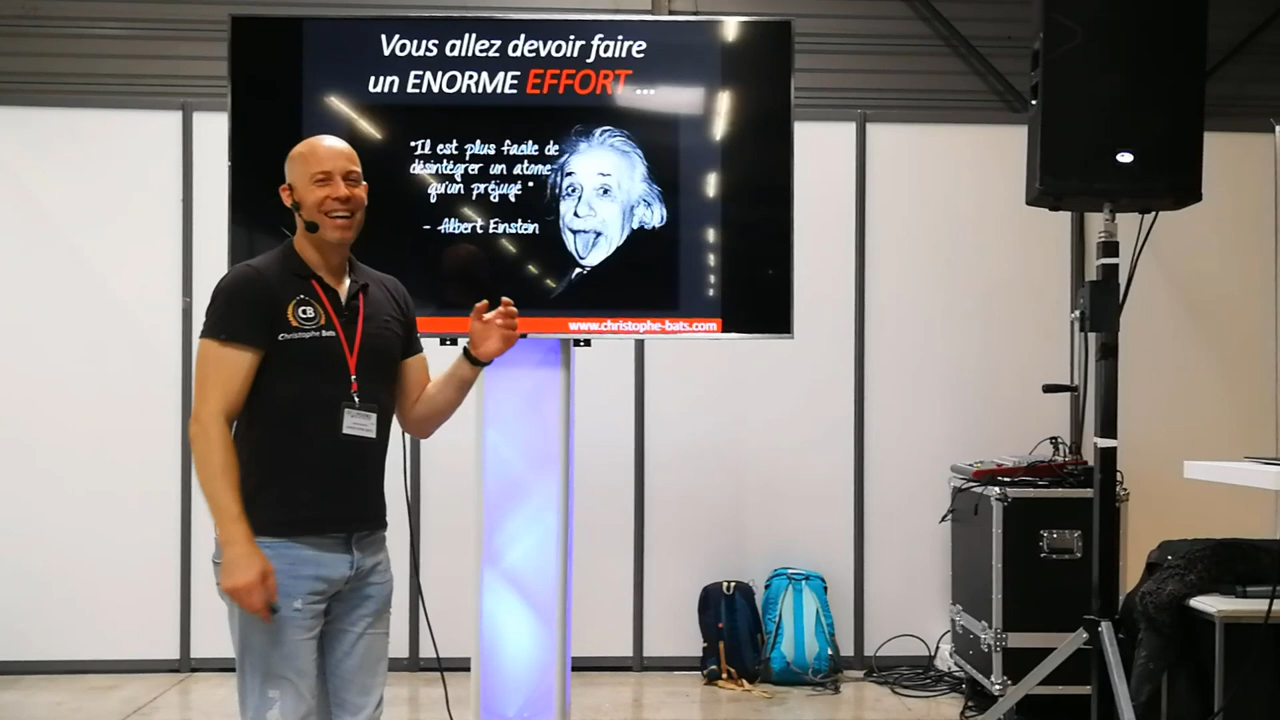 Vous allez devoir faire
un ENORME EFFORT ...
"Il est plus facile de
désintégrer un atome
qu'un préjugé "
- Albert Einstein
www.christophe-bats.com
CB
Christophe Bats